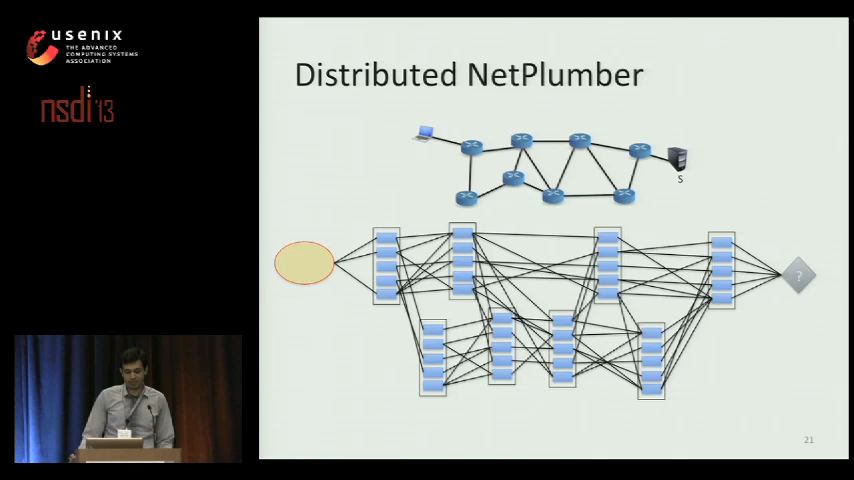 usenix
THE ADVANCED
COMPUTING SYSTEMS
ASSOCIATION
nsdi '13
Distributed NetPlumber
S
?
21